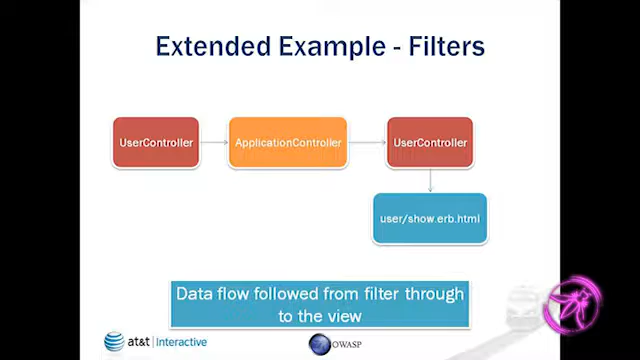 Extended Example - Filters
UserController
ApplicationController
UserController
user/show.erb.html
Data flow followed from filter through
to the view
at&t Interactive
OWASP